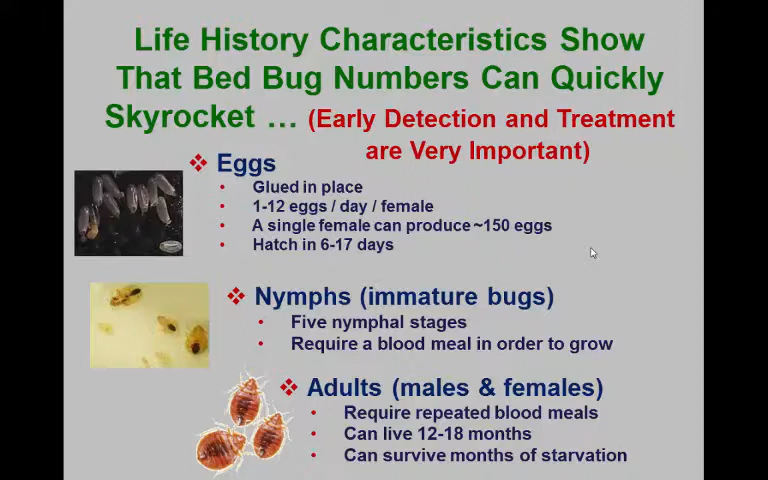 Life History Characteristics Show
That Bed Bug Numbers Can Quickly
Skyrocket … (Early Detection and Treatment
are Very Important)
❖ Eggs
• Glued in place
• 1-12 eggs / day / female
• A single female can produce ~150 eggs
• Hatch in 6-17 days
❖ Nymphs (immature bugs)
• Five nymphal stages
• Require a blood meal in order to grow
❖ Adults (males & females)
• Require repeated blood meals
• Can live 12-18 months
• Can survive months of starvation